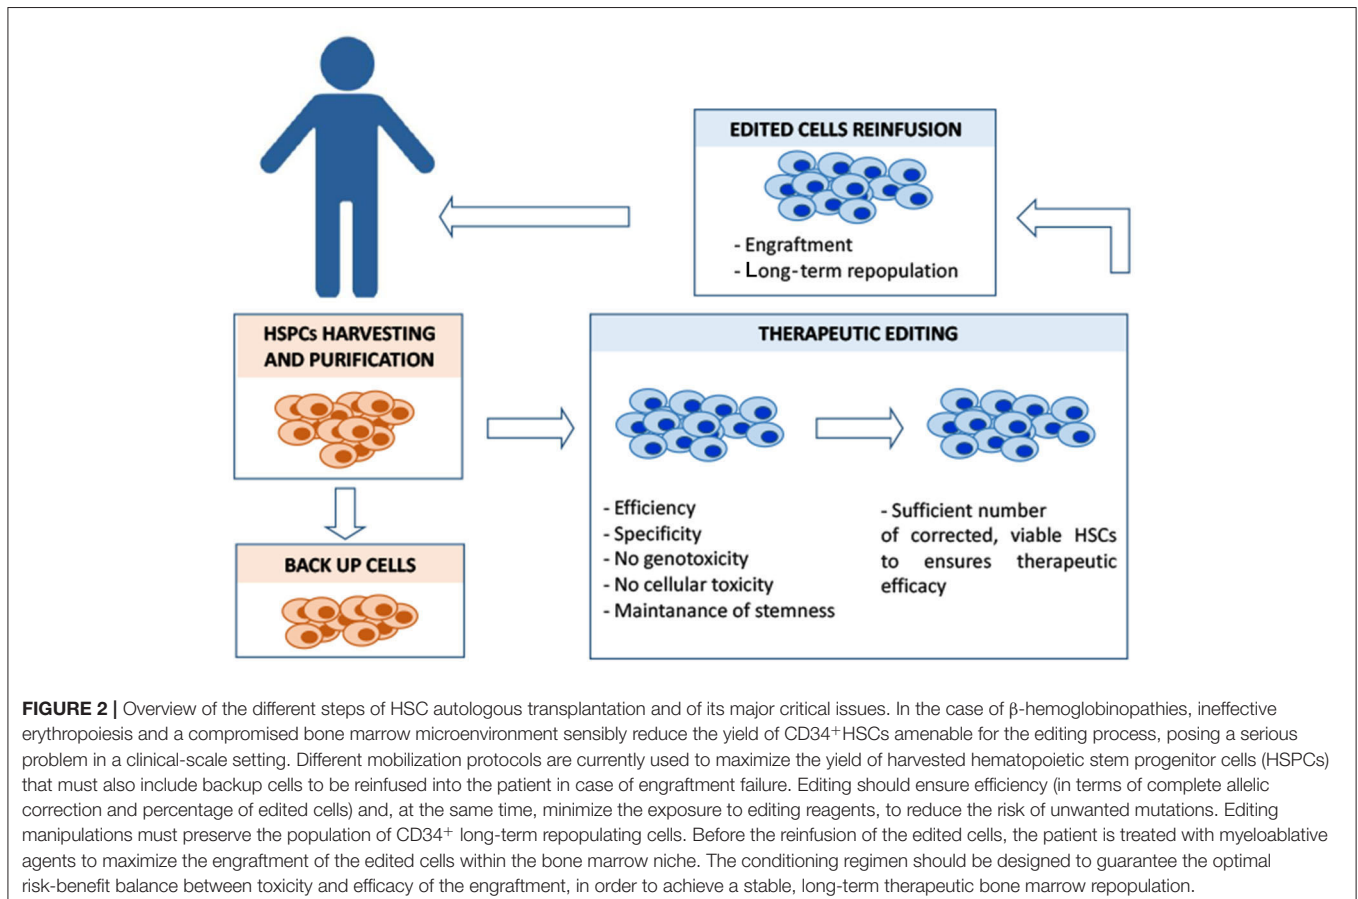 EDITED CELLS REINFUSION
- Engraftment
- Long-term repopulation
HSPCs HARVESTING
AND PURIFICATION
THERAPEUTIC EDITING
- Efficiency
- Specificity
- No genotoxicity
- No cellular toxicity
- Maintanance of stemness
- Sufficient number
of corrected, viable HSCs
to ensures therapeutic
efficacy
BACK UP CELLS
FIGURE 2 | Overview of the different steps of HSC autologous transplantation and of its major critical issues. In the case of β-hemoglobinopathies, ineffective
erythropoiesis and a compromised bone marrow microenvironment sensibly reduce the yield of CD34+HSCs amenable for the editing process, posing a serious
problem in a clinical-scale setting. Different mobilization protocols are currently used to maximize the yield of harvested hematopoietic stem progenitor cells (HSPCs)
that must also include backup cells to be reinfused into the patient in case of engraftment failure. Editing should ensure efficiency (in terms of complete allelic
correction and percentage of edited cells) and, at the same time, minimize the exposure to editing reagents, to reduce the risk of unwanted mutations. Editing
manipulations must preserve the population of CD34+ long-term repopulating cells. Before the reinfusion of the edited cells, the patient is treated with myeloablative
agents to maximize the engraftment of the edited cells within the bone marrow niche. The conditioning regimen should be designed to guarantee the optimal
risk-benefit balance between toxicity and efficacy of the engraftment, in order to achieve a stable, long-term therapeutic bone marrow repopulation.